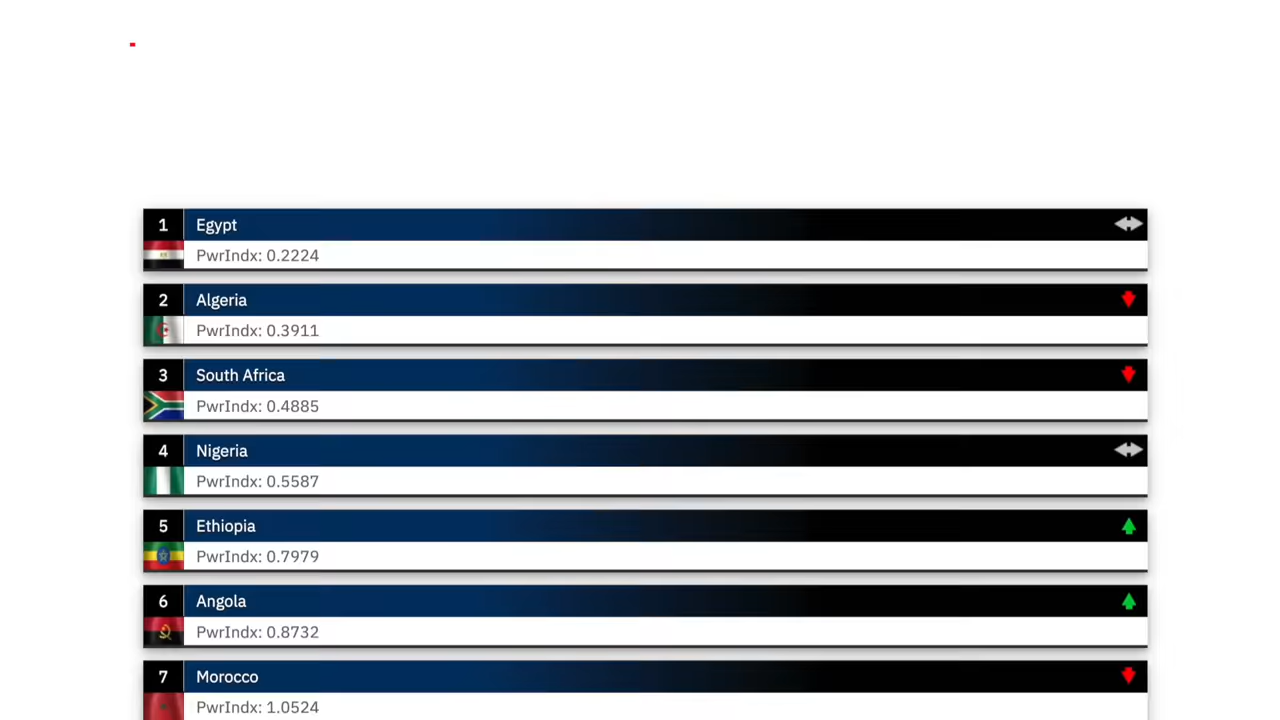 1 Egypt
PwrIndx: 0.2224
2 Algeria
PwrIndx: 0.3911
3 South Africa
PwrIndx: 0.4885
4 Nigeria
PwrIndx: 0.5587
5 Ethiopia
PwrIndx: 0.7979
6 Angola
PwrIndx: 0.8732
7 Morocco
PwrIndx: 1.0524